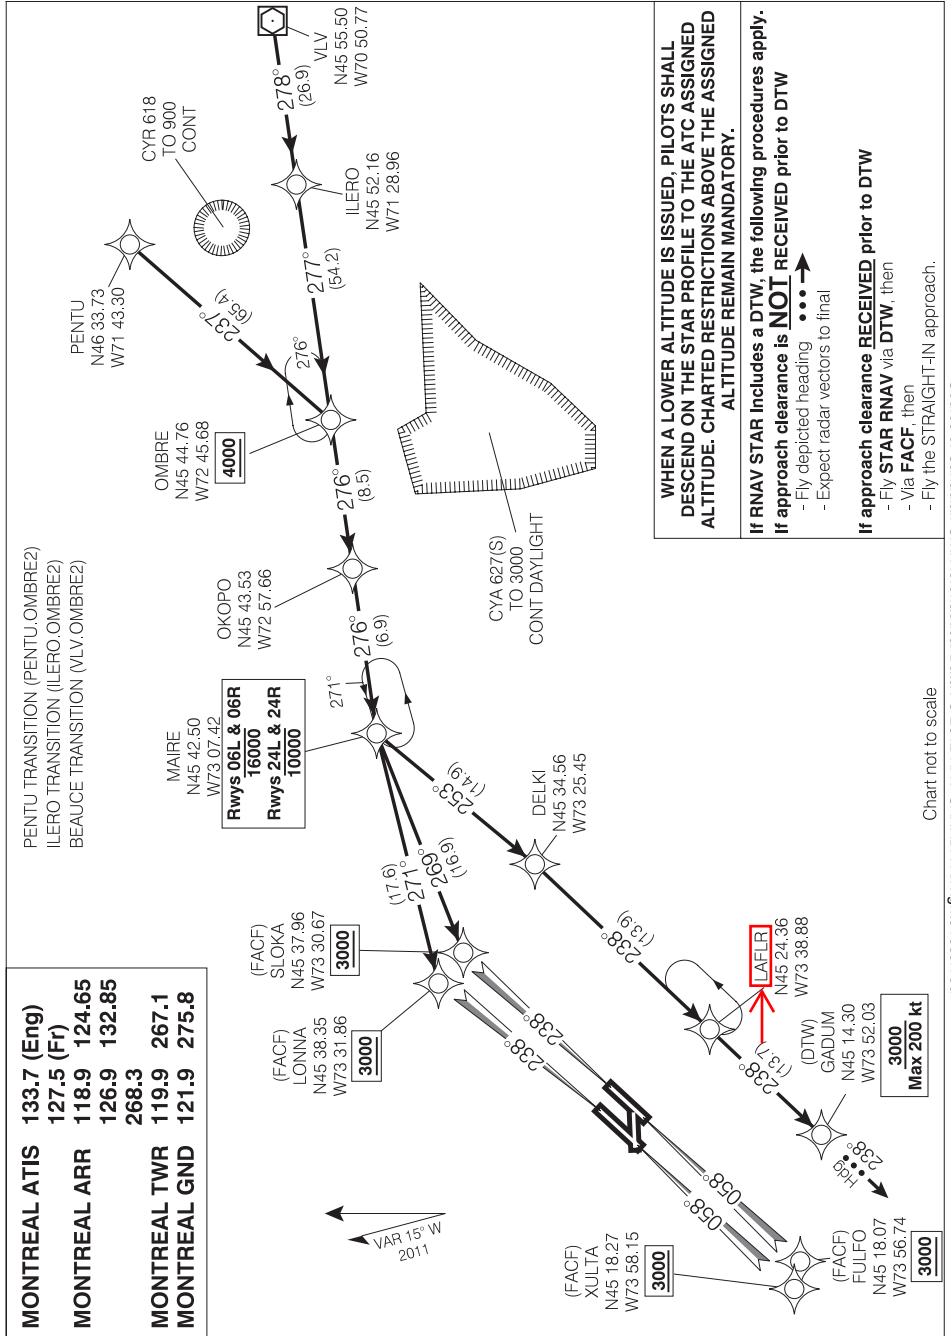 MONTREAL ATIS 133.7 (Eng)
127.5 (Fr)
MONTREAL ARR 118.9 124.65
126.9 132.85
268.3
MONTREAL TWR 119.9 267.1
MONTREAL GND 121.9 275.8
PENTU TRANSITION (PENTU.OMBRE2)
ILERO TRANSITION (ILERO.OMBRE2)
BEAUCE TRANSITION (VLV.OMBRE2)
PENTU
N46 33.73
W71 43.30
CYR 618
TO 900
CONT
VLV
N45 55.50
W70 50.77
278°
(26.9)
ILERO
N45 52.16
W71 28.96
277°
(54.2)
237°
(65.4)
276°
OMBRE
N45 44.76
W72 45.68
4000
276°
(8.5)
OKOPO
N45 43.53
W72 57.66
276°
(6.9)
271°
MAIRE
N45 42.50
W73 07.42
Rwys 06L & 06R
16000
Rwys 24L & 24R
10000
(17.6)
271°
269°
(16.9)
253°
(14.9)
(FACF)
SLOKA
N45 37.96
W73 30.67
3000
(FACF)
LONNA
N45 38.35
W73 31.86
3000
238°
238°
DELKI
N45 34.56
W73 25.45
238°
(13.9)
LAFLR
N45 24.36
W73 38.88
238°
(13.7)
(DTW)
GADUM
N45 14.30
W73 52.03
3000
Max 200 kt
Hdg 238°
058°
058°
(FACF)
XULTA
N45 18.27
W73 58.15
3000
(FACF)
FULFO
N45 18.07
W73 56.74
3000
VAR 15° W
2011
CYA 627(S)
TO 3000
CONT DAYLIGHT
WHEN A LOWER ALTITUDE IS ISSUED, PILOTS SHALL
DESCEND ON THE STAR PROFILE TO THE ATC ASSIGNED
ALTITUDE. CHARTED RESTRICTIONS ABOVE THE ASSIGNED
ALTITUDE REMAIN MANDATORY.
If RNAV STAR Includes a DTW, the following procedures apply.
If approach clearance is NOT RECEIVED prior to DTW
- Fly depicted heading
- Expect radar vectors to final
If approach clearance RECEIVED prior to DTW
- Fly STAR RNAV via DTW, then
- Via FACF, then
- Fly the STRAIGHT-IN approach.
Chart not to scale